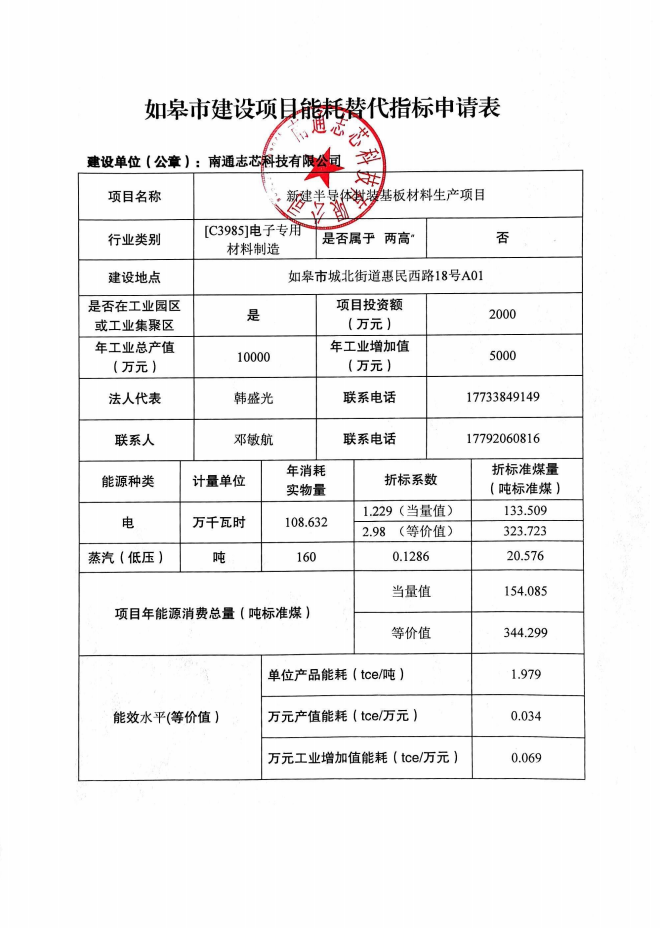 如皋市建设项目能耗替代指标申请表
建设单位（公章）：南通志芯科技有限公司
项目名称 新建半导体封装基板材料生产项目
行业类别 [C3985]电子专用
材料制造 是否属于 两高“ 否
建设地点 如皋市城北街道惠民西路18号A01
是否在工业园区
或工业集聚区 是 项目投资额
（万元） 2000
年工业总产值
（万元） 10000 年工业增加值
（万元） 5000
法人代表 韩盛光 联系电话 17733849149
联系人 邓敏航 联系电话 17792060816
能源种类 计量单位 年消耗
实物量 折标系数 折标准煤量
（吨标准煤）
电 万千瓦时 108.632 1.229（当量值） 133.509
2.98 （等价值） 323.723
蒸汽（低压） 吨 160 0.1286 20.576
项目年能源消费总量（吨标准煤） 当量值 154.085
等价值 344.299
能效水平(等价值） 单位产品能耗（tce/吨） 1.979
万元产值能耗（tce/万元） 0.034
万元工业增加值能耗（tce/万元） 0.069
南通志芯科技有限公司